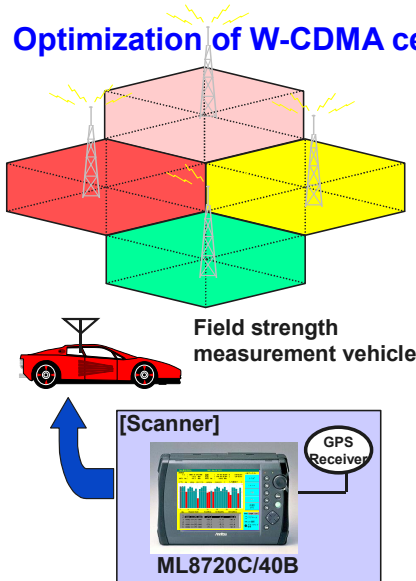 Optimization of W-CDMA ce
Field strength
measurement vehicle
[Scanner]
GPS
Receiver
ML8720C/40B